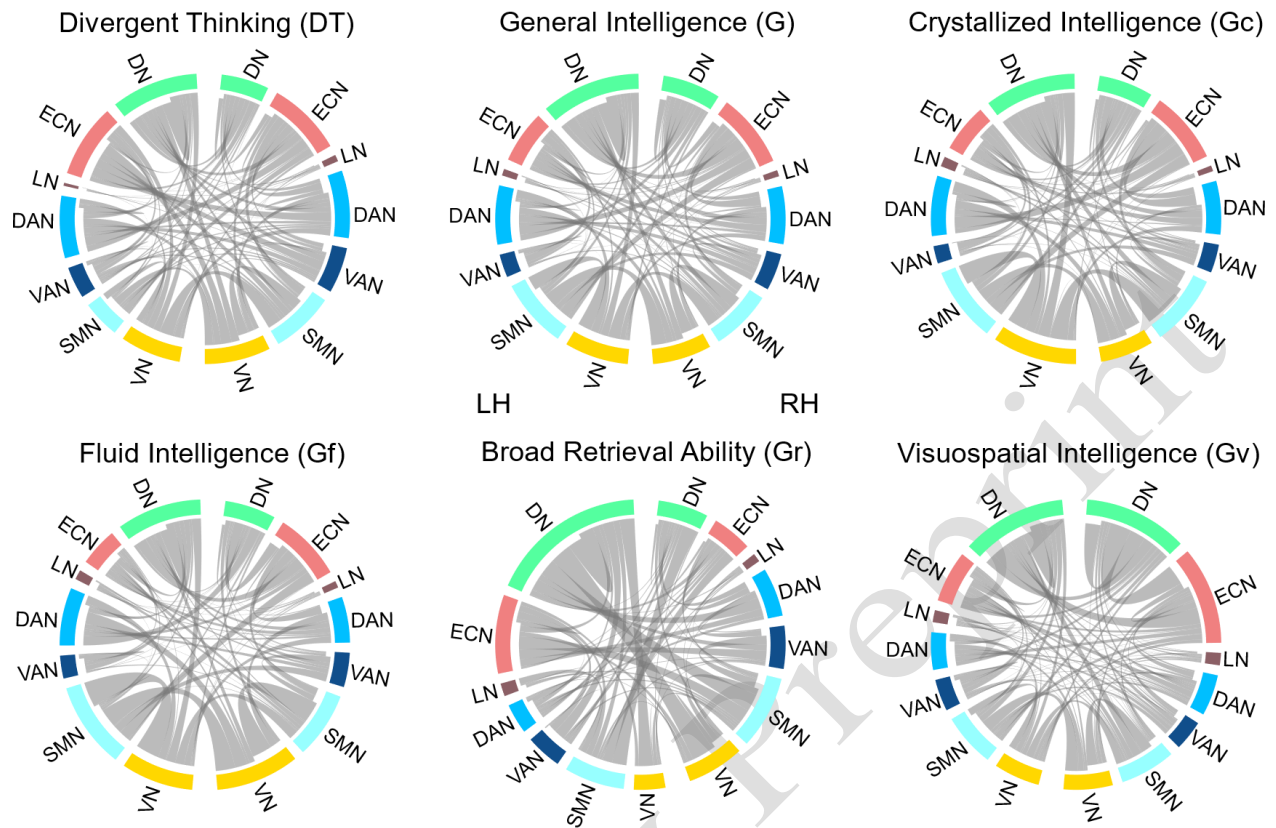 Divergent Thinking (DT)
General Intelligence (G)
Crystallized Intelligence (Gc)
DN
DN
ECN
ECN
LN
LN
DAN
DAN
VAN
VAN
SMN
SMN
VN
VN
DN
DN
ECN
ECN
LN
LN
DAN
DAN
VAN
VAN
SMN
SMN
VN
VN
DN
DN
ECN
ECN
LN
LN
DAN
DAN
VAN
VAN
SMN
SMN
VN
VN
LH
RH
Fluid Intelligence (Gf)
Broad Retrieval Ability (Gr)
Visuospatial Intelligence (Gv)
DN
DN
ECN
ECN
LN
LN
DAN
DAN
VAN
VAN
SMN
SMN
VN
VN
DN
DN
ECN
ECN
LN
LN
DAN
DAN
VAN
VAN
SMN
SMN
VN
VN
DN
DN
ECN
ECN
LN
LN
DAN
DAN
VAN
VAN
SMN
SMN
VN
VN
Preprint